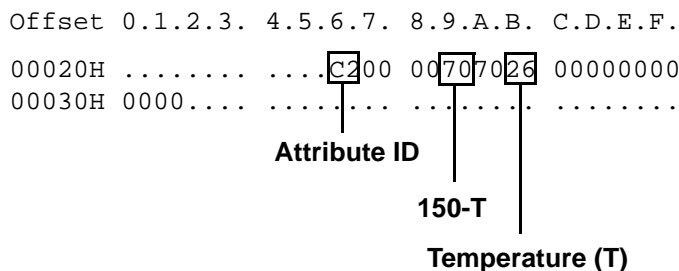 Offset 0.1.2.3. 4.5.6.7. 8.9.A.B. C.D.E.F.
00020H ........ ....C200 00707026 00000000
00030H 0000.... ........ ........ ........
Attribute ID
150-T
Temperature (T)